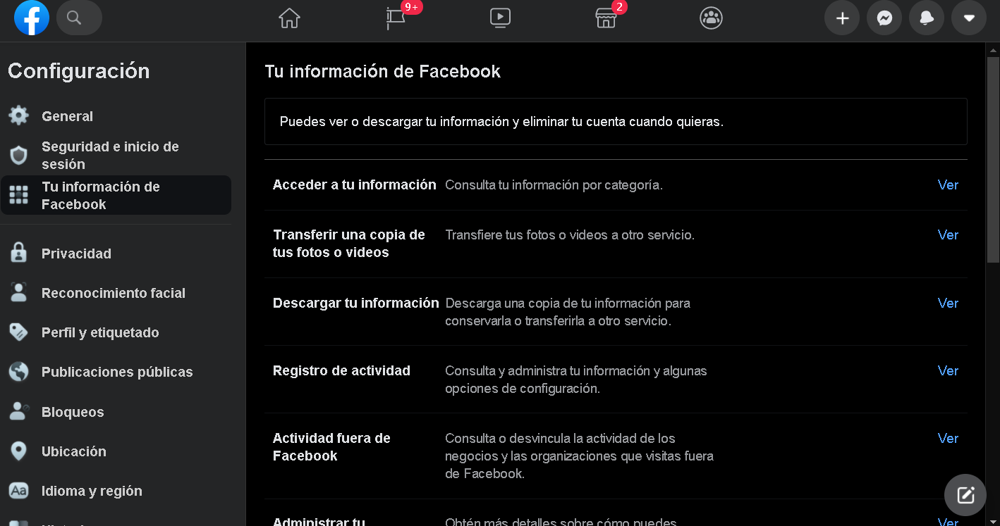 9+
2
Configuración
General
Seguridad e inicio de
sesión
Tu información de
Facebook
Privacidad
Reconocimiento facial
Perfil y etiquetado
Publicaciones públicas
Bloqueos
Ubicación
Aa Idioma y región
Tu información de Facebook
Puedes ver o descargar tu información y eliminar tu cuenta cuando quieras.
Acceder a tu información Consulta tu información por categoría. Ver
Transferir una copia de Transfiere tus fotos o videos a otro servicio. Ver
tus fotos o videos
Descargar tu información Descarga una copia de tu información para Ver
conservarla o transferirla a otro servicio.
Registro de actividad Consulta y administra tu información y algunas Ver
opciones de configuración.
Actividad fuera de Consulta o desvincula la actividad de los Ver
Facebook negocios y las organizaciones que visitas fuera
de Facebook.
Administrar tu Obtén más detalles sobre cómo puedes Ver